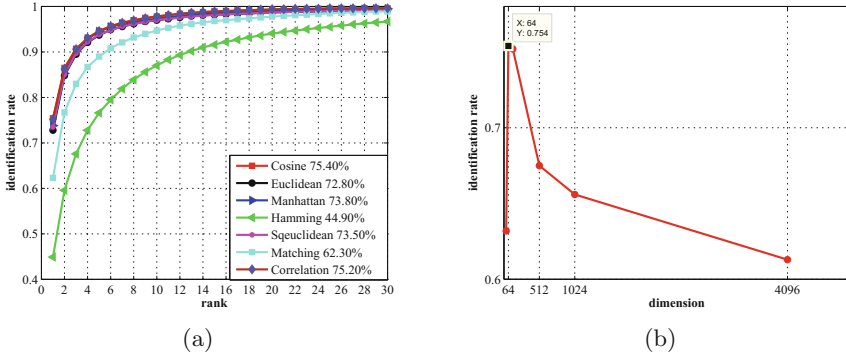 1
0.9
0.8
0.7
0.6
0.5
0.4
identification rate
0 2 4 6 8 10 12 14 16 18 20 22 24 26 28 30
rank
Cosine 75.40%
Euclidean 72.80%
Manhattan 73.80%
Hamming 44.90%
Sqeuclidean 73.50%
Matching 62.30%
Correlation 75.20%
(a)
X: 64
Y: 0.754
0.7
0.6
identification rate
64 512 1024 4096
dimension
(b)